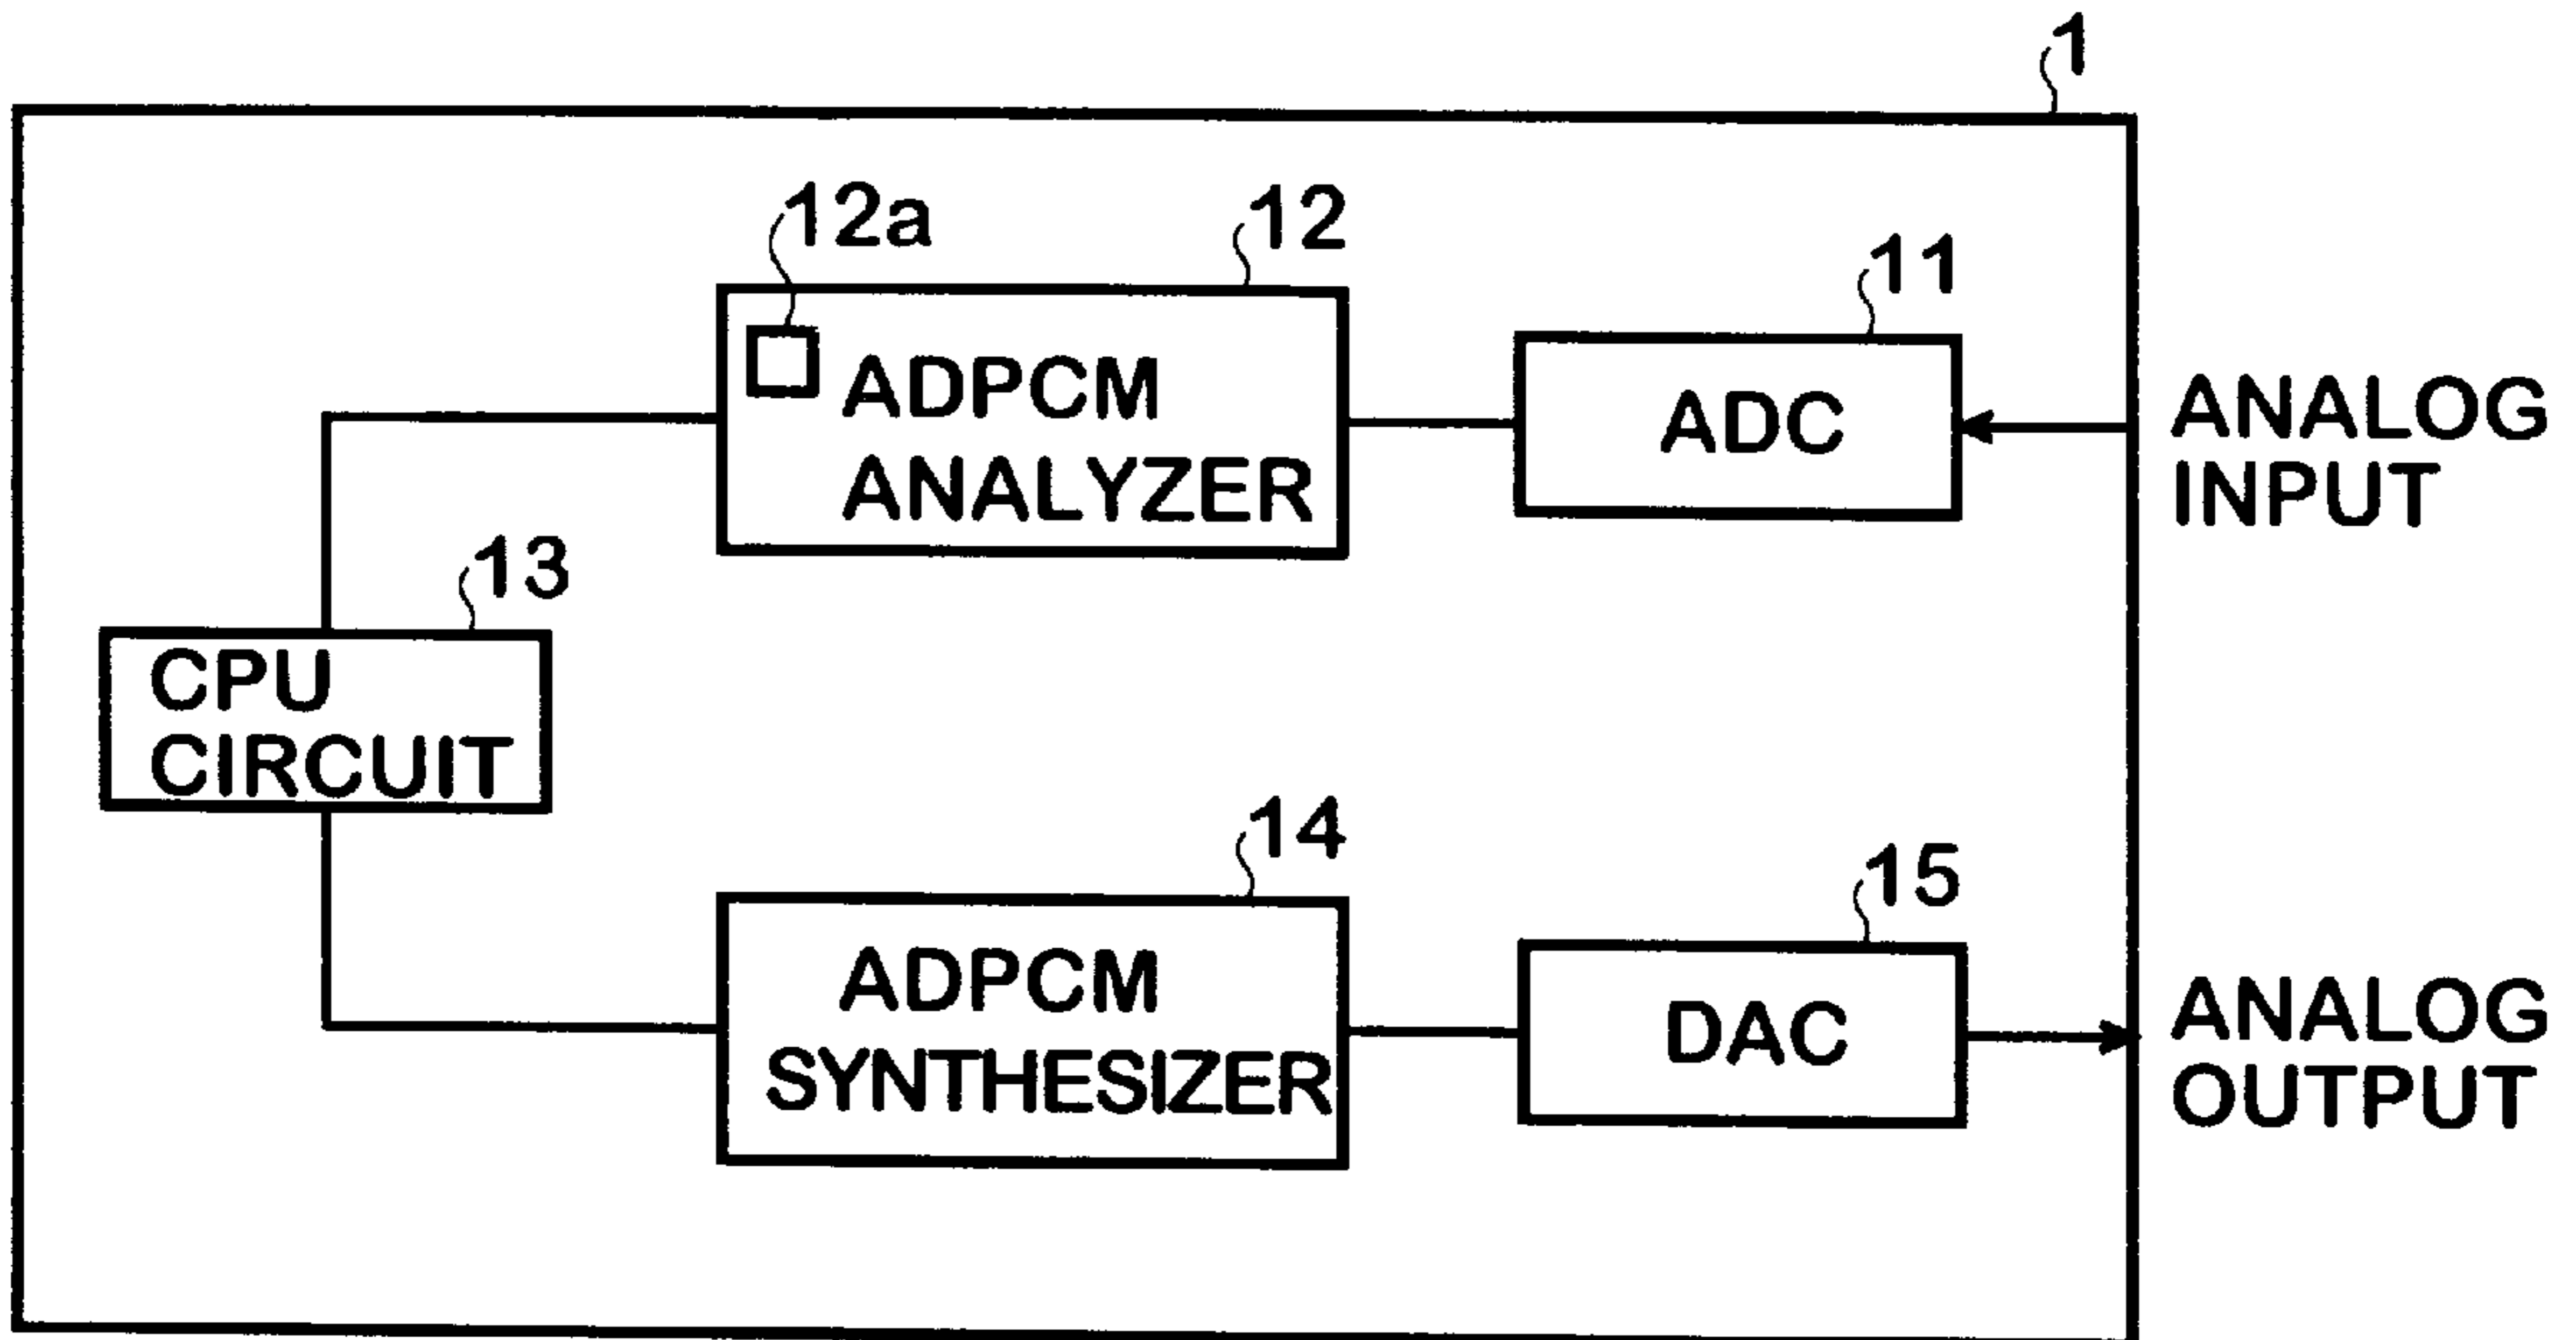 1
12a
12
11
ADPCM
ANALYZER
ADC
ANALOG
INPUT
13
CPU
CIRCUIT
14
15
ADPCM
SYNTHESIZER
DAC
ANALOG
OUTPUT